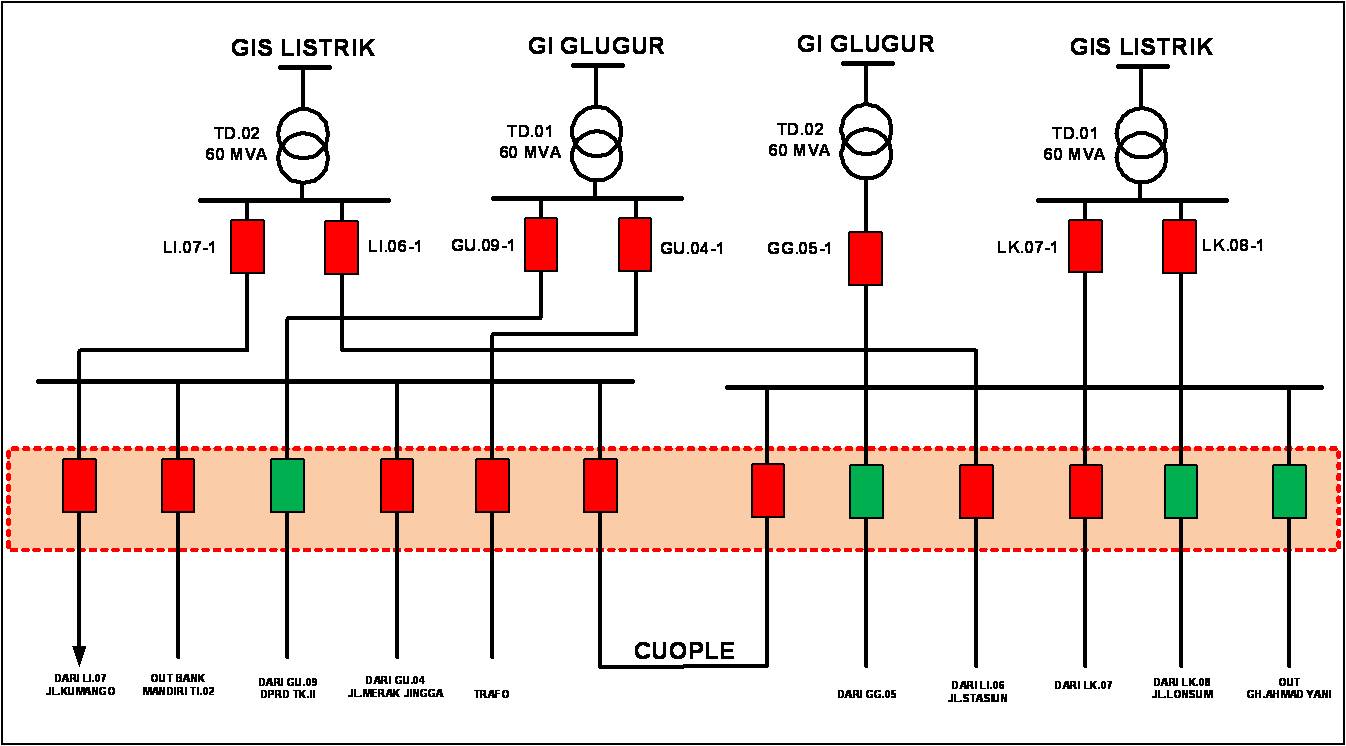 GIS LISTRIK
GI GLUGUR
GI GLUGUR
GIS LISTRIK
TD.02
60 MVA
TD.01
60 MVA
TD.02
60 MVA
TD.01
60 MVA
LI.07-1
LI.06-1
GU.09-1
GU.04-1
GG.05-1
LK.07-1
LK.08-1
CUOPLE
DARI LI.07
JL.KUMANGO
OUT BANK
MANDIRI TI.02
DARI GU.09
DPRD TK.II
DARI GU.04
JL.MERAK JINGGA
TRAFO
DARI GG.05
DARI LI.06
JL.STASIUN
DARI LK.07
DARI LK.08
JL.LONSUM
OUT
GH.AHMAD YANI